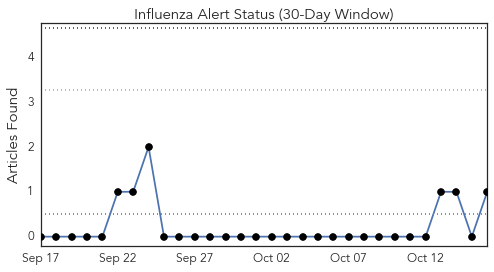 Influenza Alert Status (30-Day Window)
Articles Found
4
3
2
1
0
Sep 17 Sep 22 Sep 27 Oct 02 Oct 07 Oct 12